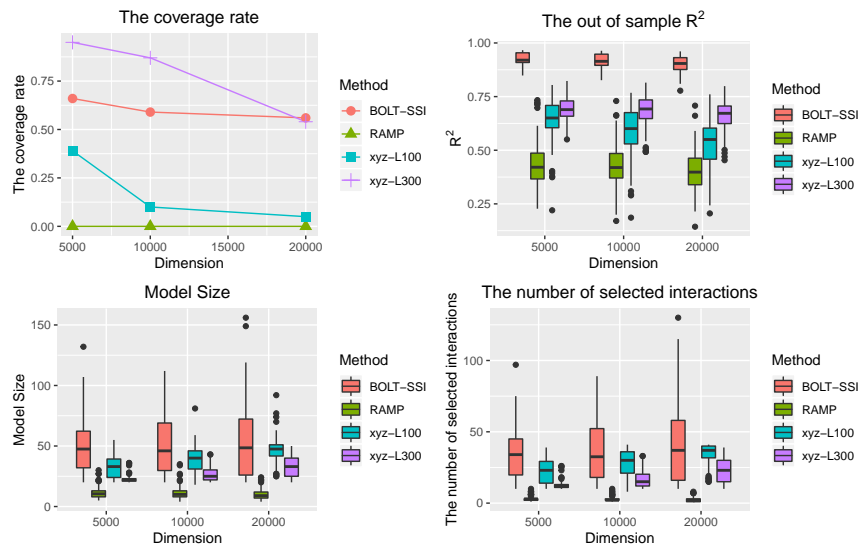 The coverage rate
The coverage rate
0.75
0.50
0.25
0.00
5000 10000 15000 20000
Dimension
Method
BOLT−SSI
RAMP
xyz−L100
xyz−L300
The out of sample R²
R²
1.00
0.75
0.50
0.25
5000 10000 20000
Dimension
Method
BOLT−SSI
RAMP
xyz−L100
xyz−L300
Model Size
Model Size
150
100
50
0
5000 10000 20000
Dimension
Method
BOLT−SSI
RAMP
xyz−L100
xyz−L300
The number of selected interactions
The number of selected interactions
100
50
0
5000 10000 20000
Dimension
Method
BOLT−SSI
RAMP
xyz−L100
xyz−L300